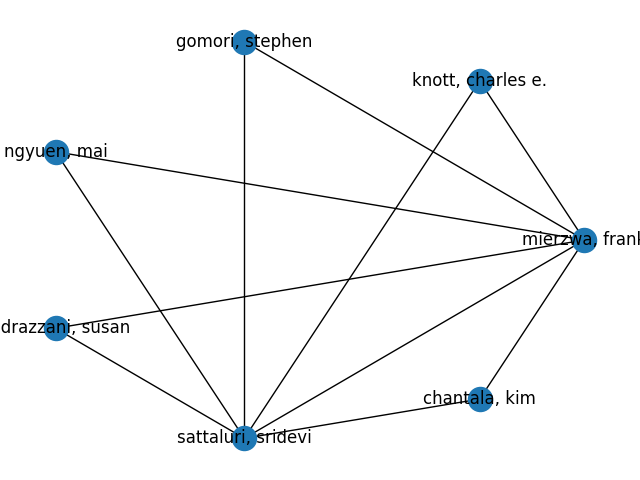 gomori, stephen
knott, charles e.
ngyuen, mai
mierzwa, frank
drazzani, susan
chantala, kim
sattaluri, sridevi